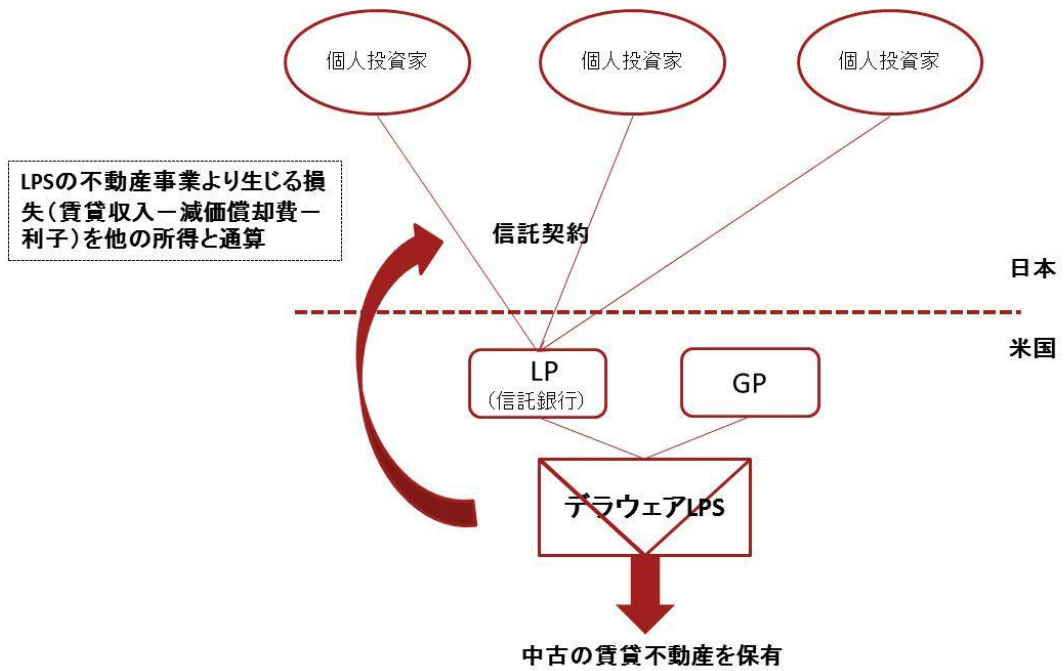 個人投資家
個人投資家
個人投資家
LPSの不動産事業より生じる損
失（賃貸収入－減価償却費－
利子）を他の所得と通算
信託契約
日本
米国
LP
（信託銀行）
GP
デラウェアLPS
中古の賃貸不動産を保有